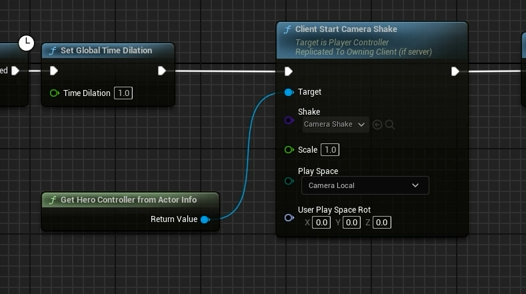 ed
f Set Global Time Dilation
Time Dilation 1.0
f Client Start Camera Shake
Target is Player Controller
Replicated To Owning Client (if server)
Target
Shake
Camera Shake
Scale 1.0
Play Space
Camera Local
User Play Space Rot
X 0.0 Y 0.0 Z 0.0
f Get Hero Controller from Actor Info
Return Value